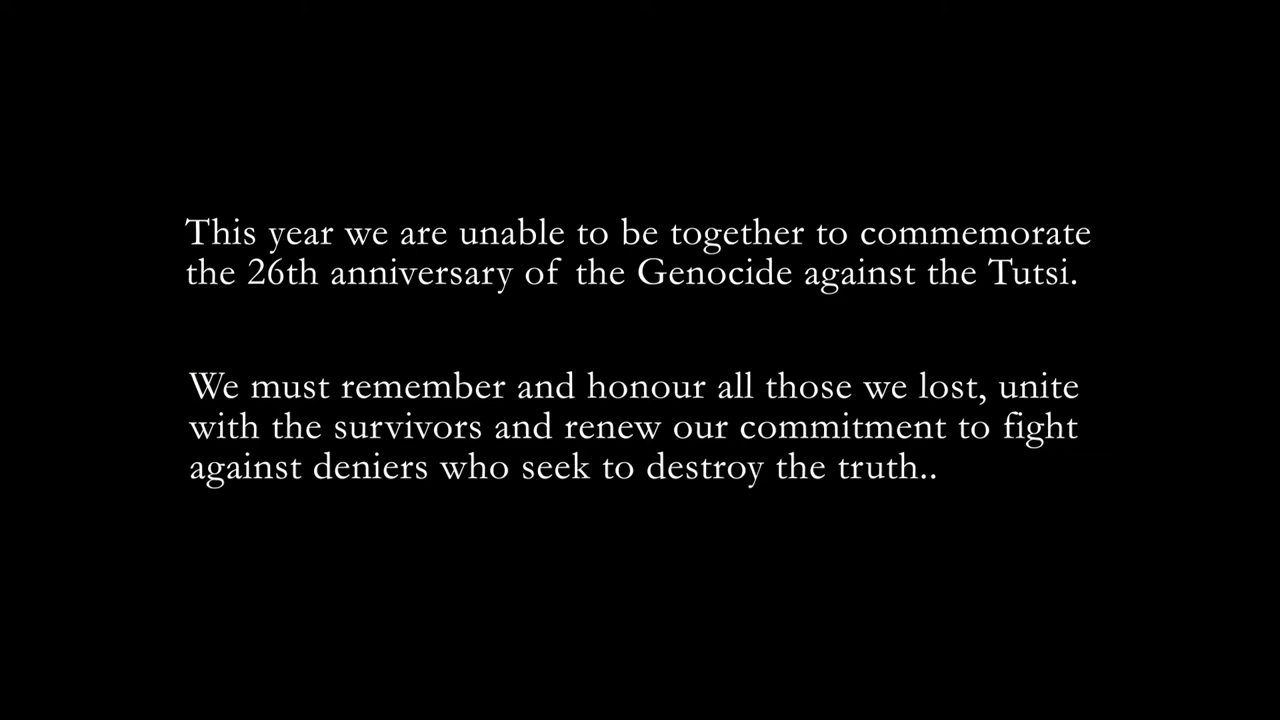 This year we are unable to be together to commemorate
the 26th anniversary of the Genocide against the Tutsi.
We must remember and honour all those we lost, unite
with the survivors and renew our commitment to fight
against deniers who seek to destroy the truth..